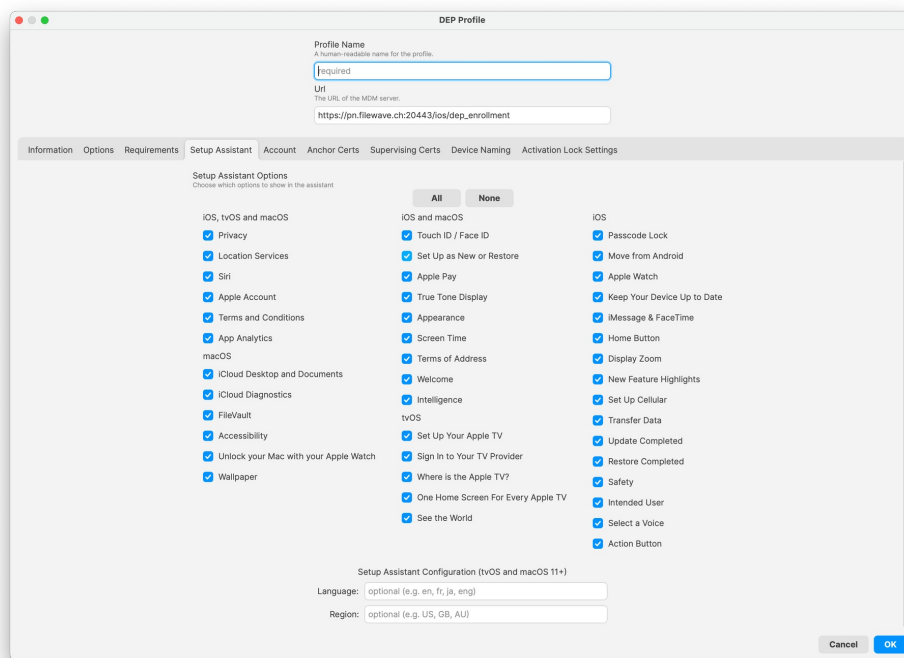 DEP Profile
Profile Name
A human-readable name for the profile.
required
Url
The URL of the MDM server.
https://pn.filewave.ch:20443/ios/dep_enrollment
Information Options Requirements Setup Assistant Account Anchor Certs Supervising Certs Device Naming Activation Lock Settings
Setup Assistant Options
Choose which options to show in the assistant
All None
iOS, tvOS and macOS
Privacy
Location Services
Siri
Apple Account
Terms and Conditions
App Analytics
macOS
iCloud Desktop and Documents
iCloud Diagnostics
FileVault
Accessibility
Unlock your Mac with your Apple Watch
Wallpaper
iOS and macOS
Touch ID / Face ID
Set Up as New or Restore
Apple Pay
True Tone Display
Appearance
Screen Time
Terms of Address
Welcome
Intelligence
tvOS
Set Up Your Apple TV
Sign In to Your TV Provider
Where is the Apple TV?
One Home Screen For Every Apple TV
See the World
iOS
Passcode Lock
Move from Android
Apple Watch
Keep Your Device Up to Date
iMessage & FaceTime
Home Button
Display Zoom
New Feature Highlights
Set Up Cellular
Transfer Data
Update Completed
Restore Completed
Safety
Intended User
Select a Voice
Action Button
Setup Assistant Configuration (tvOS and macOS 11+)
Language: optional (e.g. en, fr, ja, eng)
Region: optional (e.g. US, GB, AU)
Cancel OK